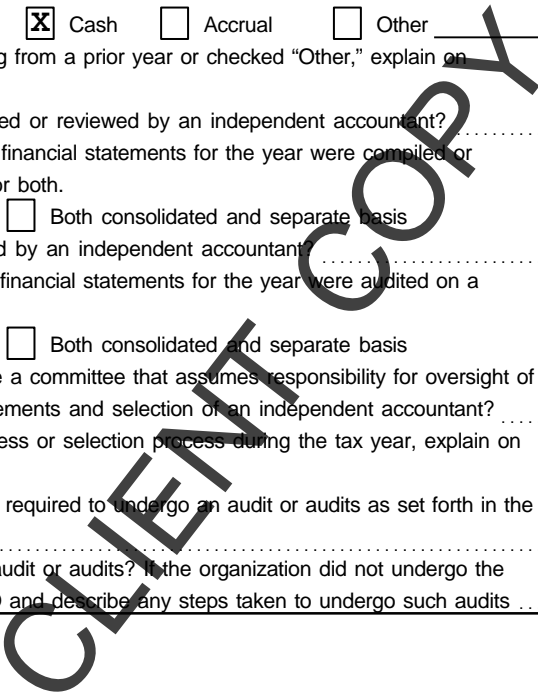 X Cash Accrual Other
g from a prior year or checked “Other,” explain on
ed or reviewed by an independent accountant?
financial statements for the year were compiled or
or both.
Both consolidated and separate basis
d by an independent accountant?
financial statements for the year were audited on a
Both consolidated and separate basis
e a committee that assumes responsibility for oversight of
ements and selection of an independent accountant?
ess or selection process during the tax year, explain on
required to undergo an audit or audits as set forth in the
audit or audits? If the organization did not undergo the
and describe any steps taken to undergo such audits
CLIENT COPY